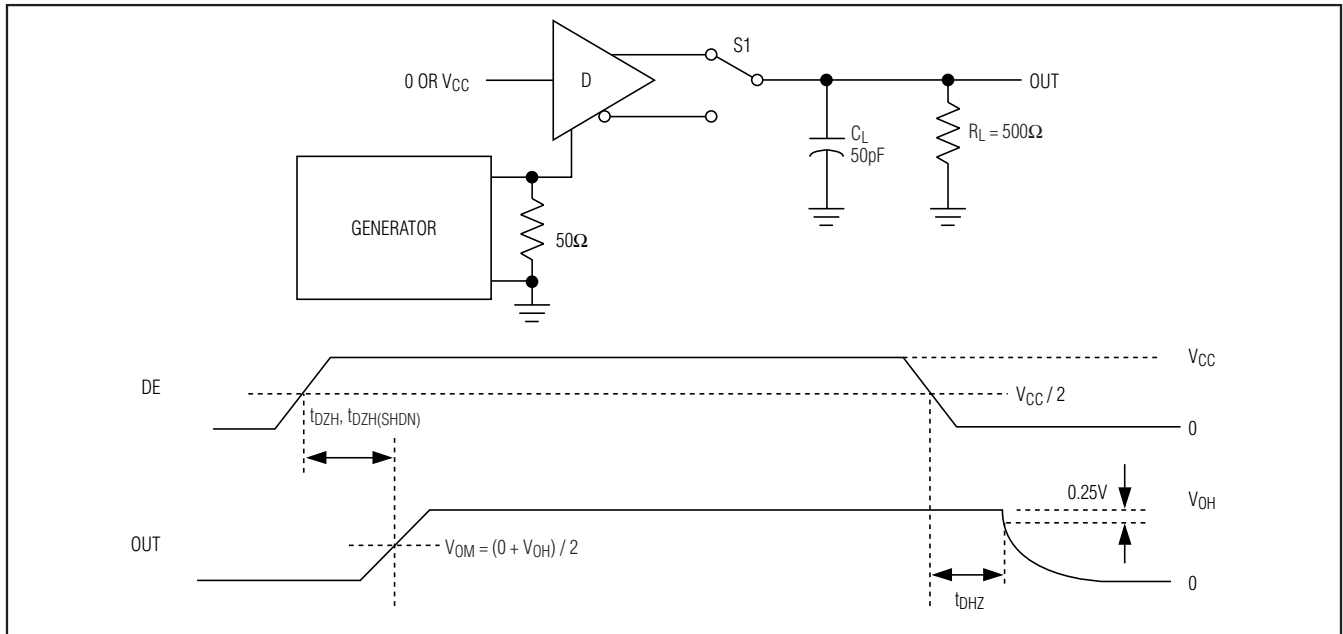 S1
0 OR VCC
D
OUT
CL
50pF
RL = 500Ω
GENERATOR
50Ω
VCC
DE
VCC / 2
tDZH, tDZH(SHDN)
0
0.25V
VOH
OUT
VOM = (0 + VOH) / 2
0
tDHZ